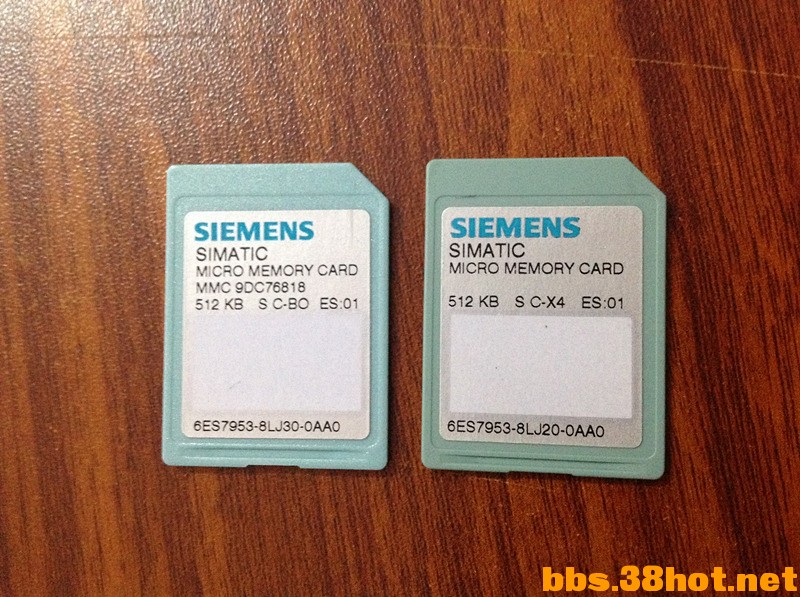 SIEMENS
SIMATIC
MICRO MEMORY CARD
MMC 9DC76818
512 KB S C-BO ES:01
6ES7953-8LJ30-0AA0
SIEMENS
SIMATIC
MICRO MEMORY CARD
512 KB S C-X4 ES:01
6ES7953-8LJ20-0AA0
bbs.38hot.net